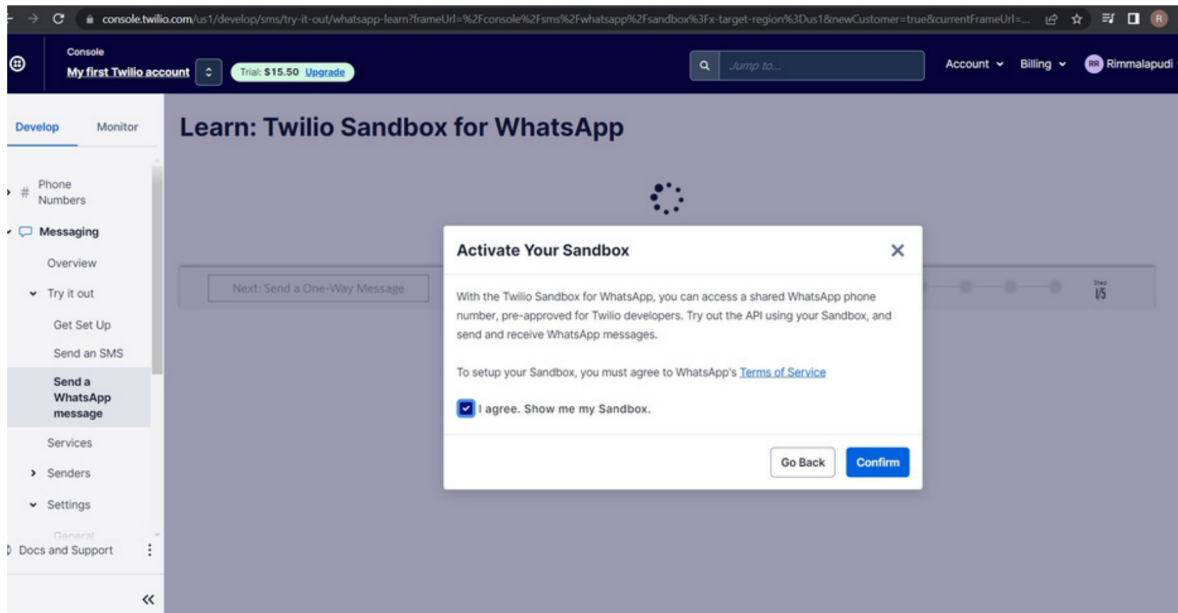 console.twilio.com/us1/develop/sms/try-it-out/whatsapp-learn?frameUrl=%2Fconsole%2Fsms%2Fwhatsapp%2Fsandbox%3Fx-target-region%3Dus1&newCustomer=true&currentFrameUrl=...
R
Console
My first Twilio account
Trial: $15.50 Upgrade
Jump to...
Account
Billing
RR Rimmalapudi
Develop Monitor
Learn: Twilio Sandbox for WhatsApp
# Phone
Numbers
Messaging
Overview
Try it out
Get Set Up
Send an SMS
Send a
WhatsApp
message
Services
Senders
Settings
General
Docs and Support
Next: Send a One-Way Message
Step
1/5
Activate Your Sandbox
With the Twilio Sandbox for WhatsApp, you can access a shared WhatsApp phone
number, pre-approved for Twilio developers. Try out the API using your Sandbox, and
send and receive WhatsApp messages.
To setup your Sandbox, you must agree to WhatsApp's Terms of Service
I agree. Show me my Sandbox.
Go Back
Confirm